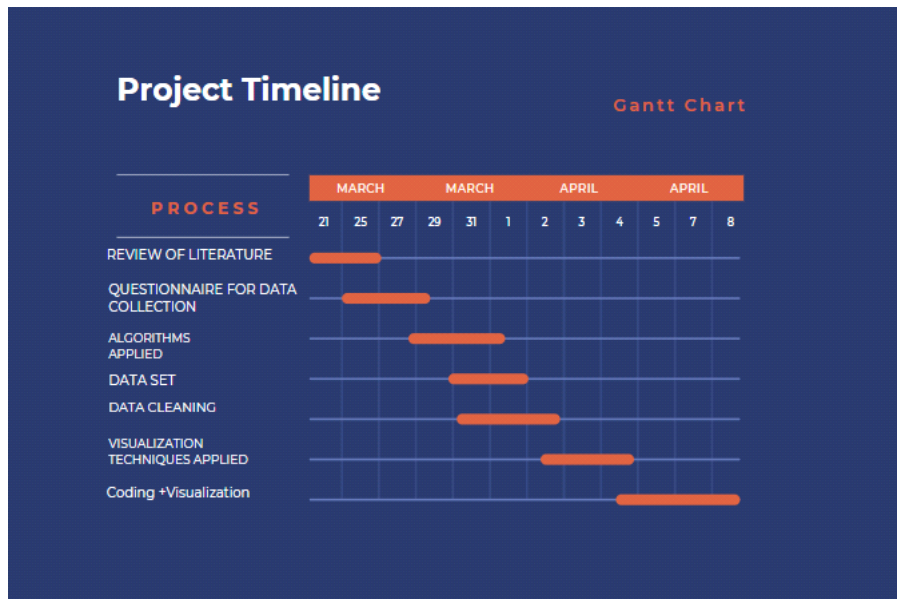 Project Timeline
Gantt Chart
MARCH MARCH APRIL APRIL
PROCESS
21 25 27 29 31 1 2 3 4 5 7 8
REVIEW OF LITERATURE
QUESTIONNAIRE FOR DATA
COLLECTION
ALGORITHMS
APPLIED
DATA SET
DATA CLEANING
VISUALIZATION
TECHNIQUES APPLIED
Coding +Visualization